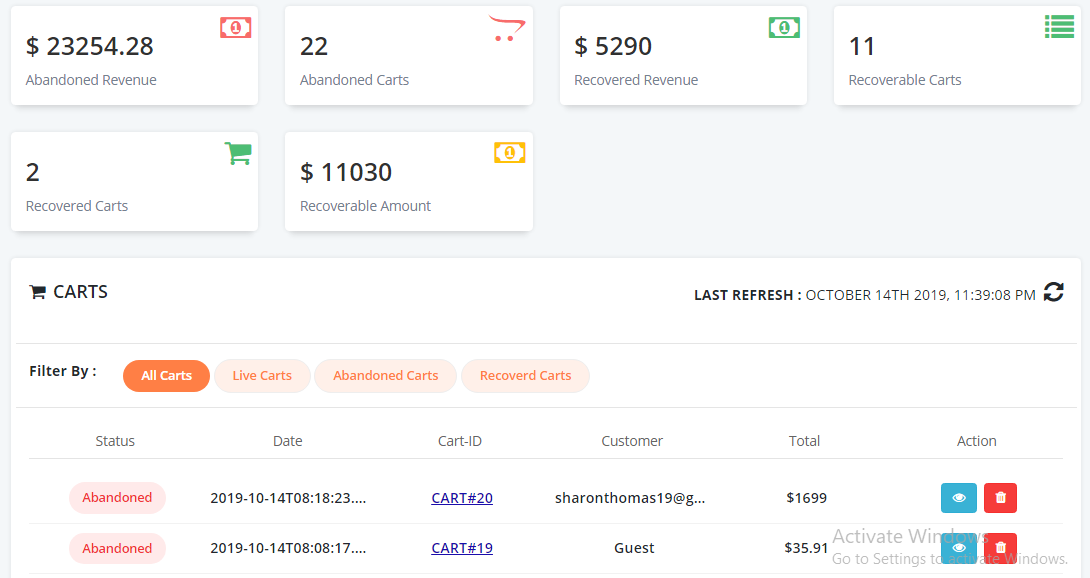 $ 23254.28
Abandoned Revenue
22
Abandoned Carts
$ 5290
Recovered Revenue
11
Recoverable Carts
2
Recovered Carts
$ 11030
Recoverable Amount
CARTS
LAST REFRESH : OCTOBER 14TH 2019, 11:39:08 PM
Filter By : All Carts Live Carts Abandoned Carts Recoverd Carts
Status Date Cart-ID Customer Total Action
Abandoned 2019-10-14T08:18:23.... CART#20 sharonthomas19@g... $1699
Abandoned 2019-10-14T08:08:17.... CART#19 Guest $35.91
Activate Windows
Go to Settings to activate Windows.